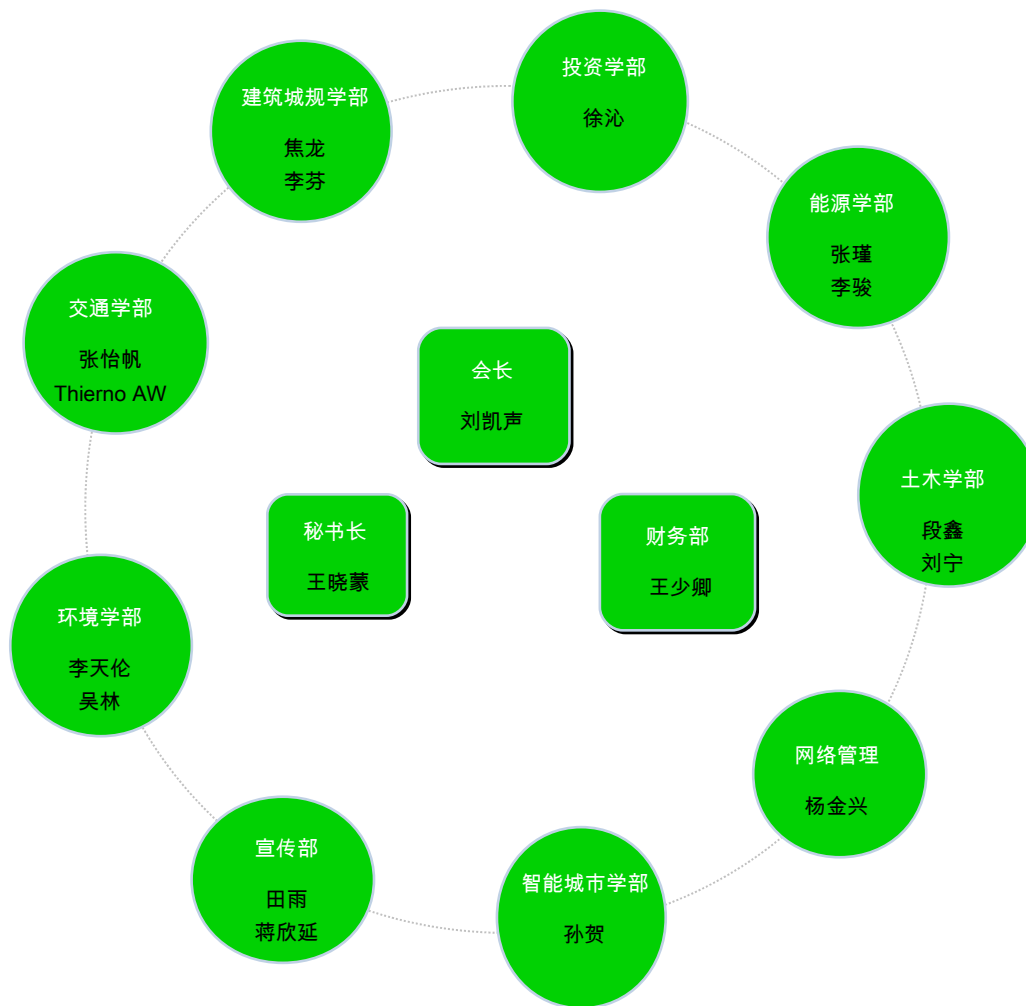 投资学部
徐沁
建筑城规学部
焦龙
李芬
能源学部
张瑾
李骏
交通学部
张怡帆
Thierno AW
会长
刘凯声
土木学部
段鑫
刘宁
秘书长
王晓蒙
财务部
王少卿
环境学部
李天伦
吴林
网络管理
杨金兴
宣传部
田雨
蒋欣延
智能城市学部
孙贺